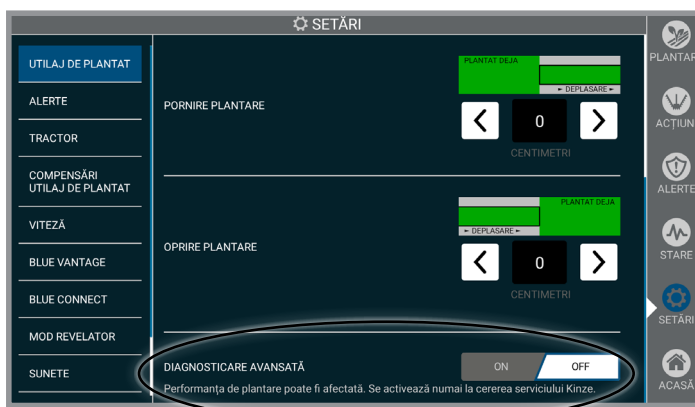 SETĂRI
UTILAJ DE PLANTAT
ALERTE
TRACTOR
COMPENSĂRI
UTILAJ DE PLANTAT
VITEZĂ
BLUE VANTAGE
BLUE CONNECT
MOD REVELATOR
SUNETE
PORNIRE PLANTARE
PLANTAT DEJA
DEPLASARE
0
CENTIMETRI
OPRIRE PLANTARE
PLANTAT DEJA
DEPLASARE
0
CENTIMETRI
DIAGNOSTICARE AVANSATĂ
ON
OFF
Performanța de plantare poate fi afectată. Se activează numai la cererea serviciului Kinze.
PLANTAR
ACȚIUN
ALERTE
STARE
SETĂRI
ACASĂ